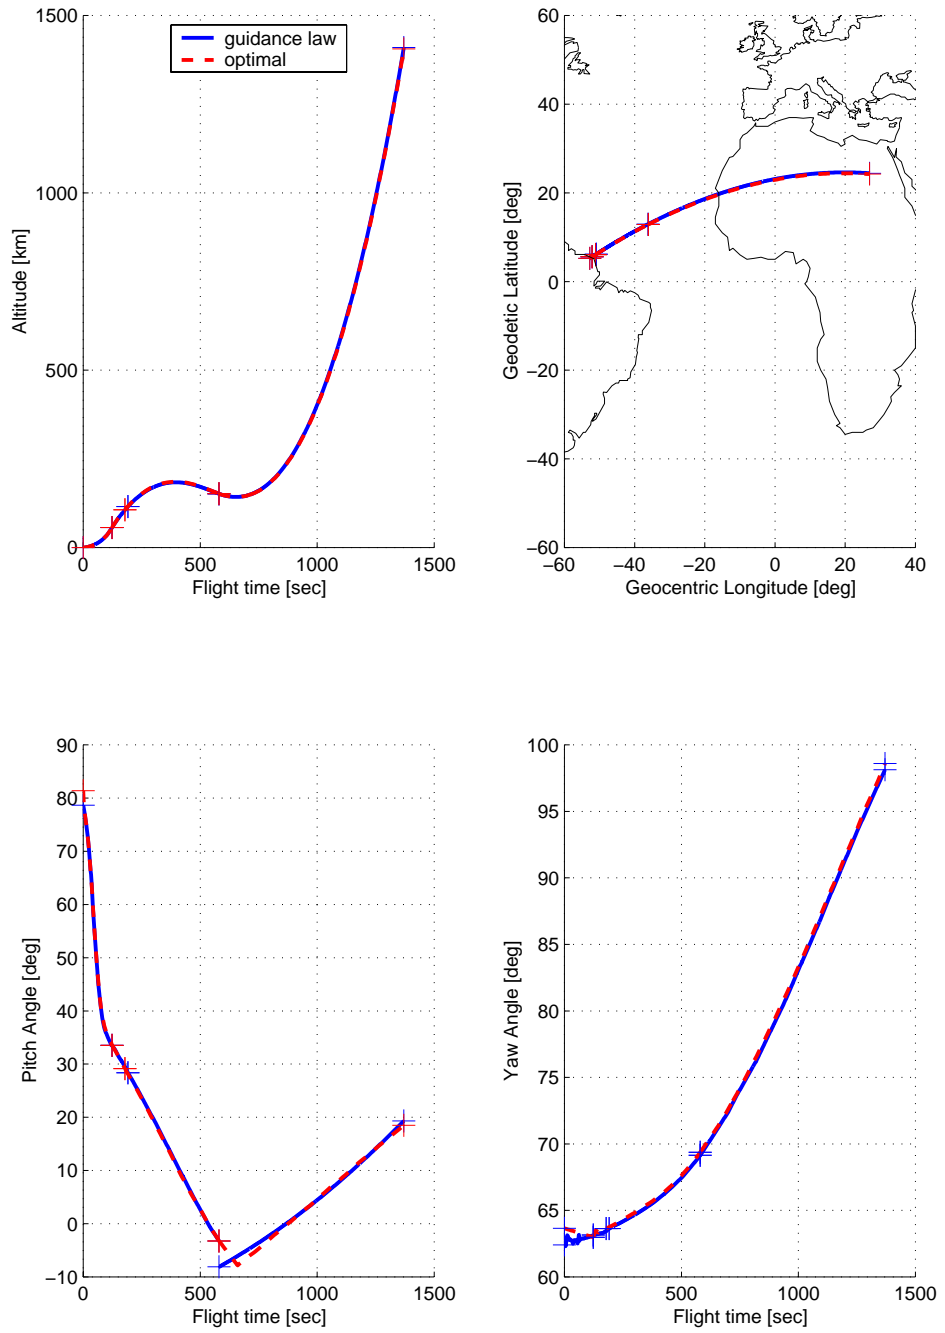 1500
1000
500
0
0 500 1000 1500
Altitude [km]
Flight time [sec]
guidance law
optimal
60
40
20
0
−20
−40
−60
−60 −40 −20 0 20 40
Geodetic Latitude [deg]
Geocentric Longitude [deg]
90
80
70
60
50
40
30
20
10
0
−10
0 500 1000 1500
Pitch Angle [deg]
Flight time [sec]
100
95
90
85
80
75
70
65
60
0 500 1000 1500
Yaw Angle [deg]
Flight time [sec]